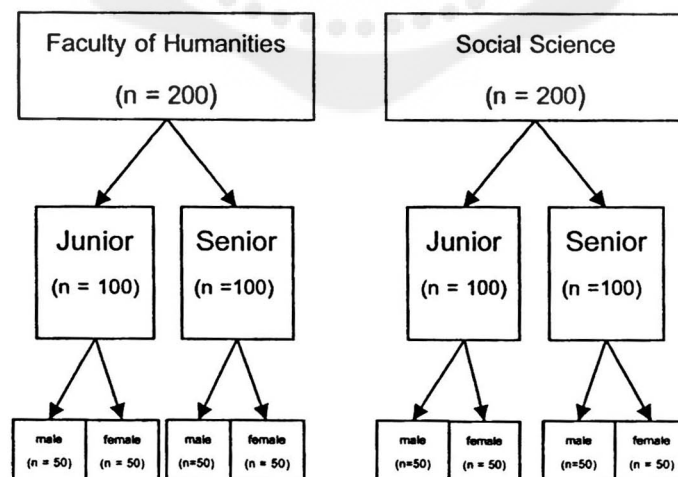 Faculty of Humanities
(n = 200)
Social Science
(n = 200)
Junior
(n = 100)
Senior
(n =100)
Junior
(n = 100)
Senior
(n =100)
male
(n = 50)
female
(n = 50)
male
(n=50)
female
(n = 50)
male
(n=50)
female
(n = 50)
male
(n=50)
female
(n = 50)